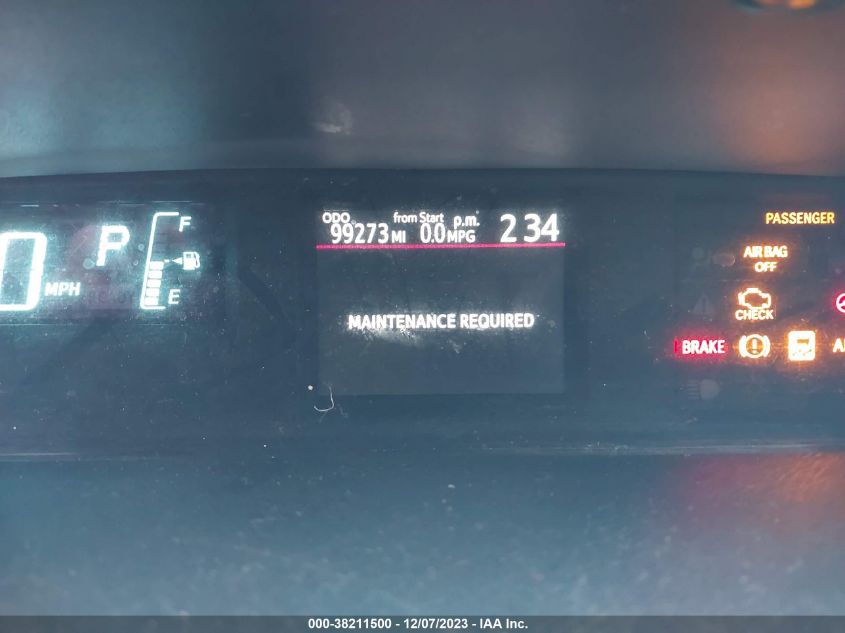 0 MPH
P
F
E
ODO
99273 MI
from Start
0.0 MPG
p.m.
2 34
MAINTENANCE REQUIRED
PASSENGER
AIR BAG
OFF
CHECK
BRAKE
000-38211500 - 12/07/2023 - IAA Inc.